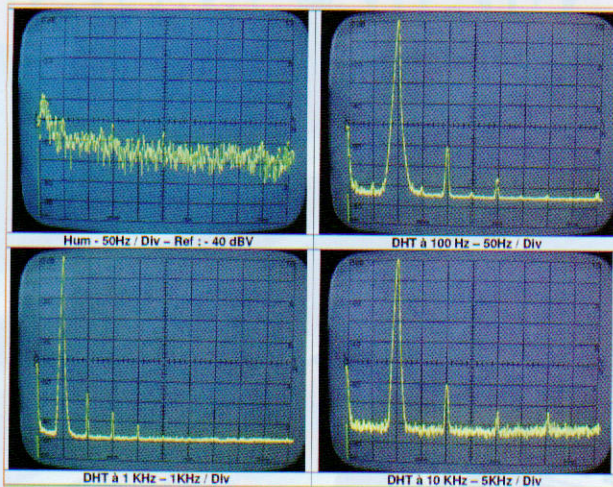 Hum - 50Hz / Div – Ref : - 40 dBV
DHT à 100 Hz – 50Hz / Div
DHT à 1 KHz – 1KHz / Div
DHT à 10 KHz – 5KHz / Div